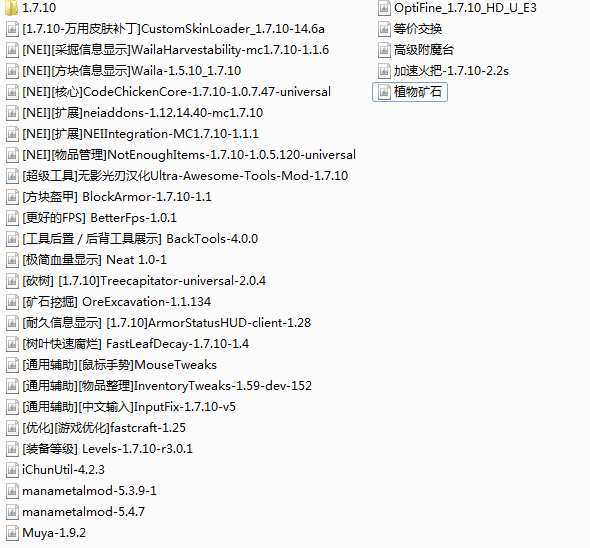 1.7.10
[1.7.10-万用皮肤补丁]CustomSkinLoader_1.7.10-14.6a
[NEI][采掘信息显示]WailaHarvestability-mc1.7.10-1.1.6
[NEI][方块信息显示]Waila-1.5.10_1.7.10
[NEI][核心]CodeChickenCore-1.7.10-1.0.7.47-universal
[NEI][扩展]neiaddons-1.12.14.40-mc1.7.10
[NEI][扩展]NEIIntegration-MC1.7.10-1.1.1
[NEI][物品管理]NotEnoughItems-1.7.10-1.0.5.120-universal
[超级工具]无影光刃汉化Ultra-Awesome-Tools-Mod-1.7.10
[方块盔甲] BlockArmor-1.7.10-1.1
[更好的FPS] BetterFps-1.0.1
[工具后置 / 后背工具展示] BackTools-4.0.0
[极简血量显示] Neat 1.0-1
[砍树] [1.7.10]Treecapitator-universal-2.0.4
[矿石挖掘] OreExcavation-1.1.134
[耐久信息显示] [1.7.10]ArmorStatusHUD-client-1.28
[树叶快速腐烂] FastLeafDecay-1.7.10-1.4
[通用辅助][鼠标手势]MouseTweaks
[通用辅助][物品整理]InventoryTweaks-1.59-dev-152
[通用辅助][中文输入]InputFix-1.7.10-v5
[优化][游戏优化]fastcraft-1.25
[装备等级] Levels-1.7.10-r3.0.1
iChunUtil-4.2.3
manametalmod-5.3.9-1
manametalmod-5.4.7
Muya-1.9.2
OptiFine_1.7.10_HD_U_E3
等价交换
高级附魔台
加速火把-1.7.10-2.2s
植物矿石